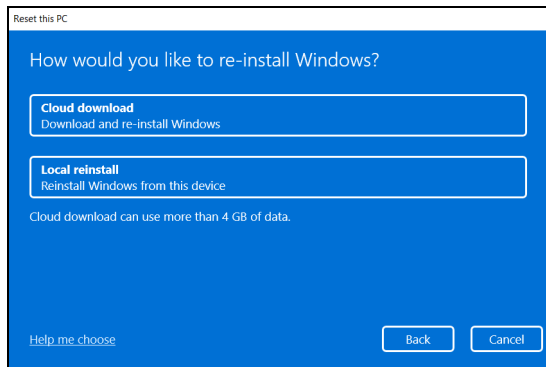 Reset this PC
How would you like to re-install Windows?
Cloud download
Download and re-install Windows
Local reinstall
Reinstall Windows from this device
Cloud download can use more than 4 GB of data.
Help me choose
Back
Cancel